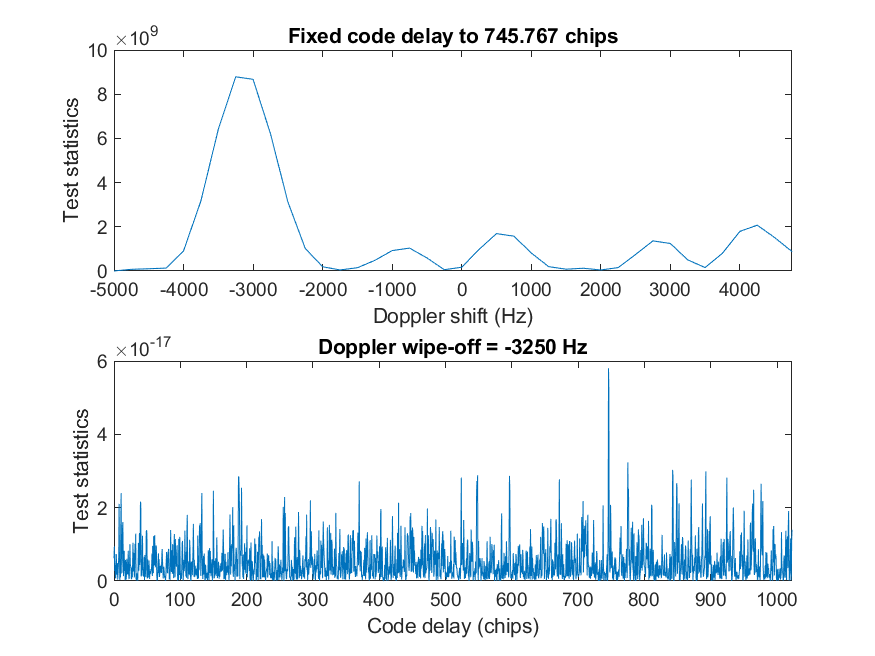 ×10^9
Fixed code delay to 745.767 chips
10
8
6
4
2
0
Test statistics
-5000 -4000 -3000 -2000 -1000 0 1000 2000 3000 4000
Doppler shift (Hz)
×10^-17
Doppler wipe-off = -3250 Hz
6
4
2
0
Test statistics
0 100 200 300 400 500 600 700 800 900 1000
Code delay (chips)